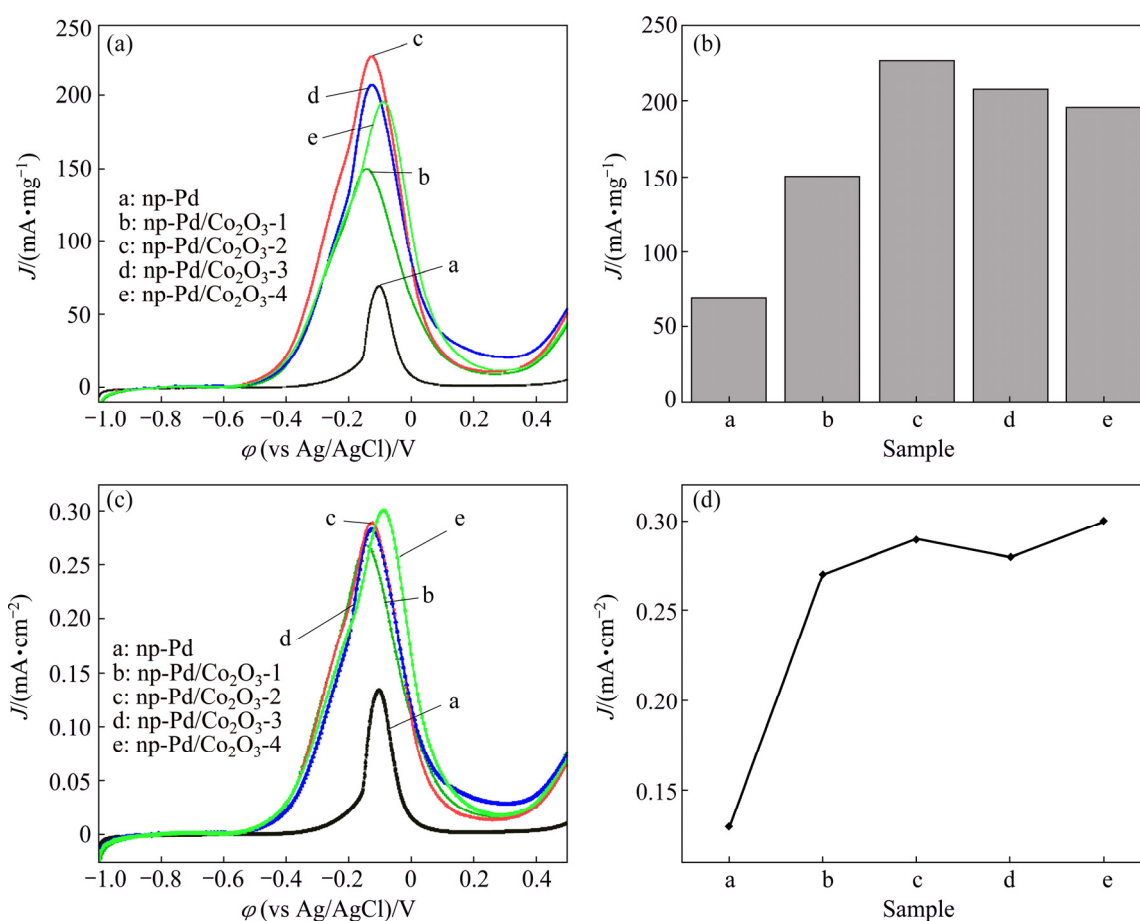 (a)
c
d
e
b
a
a: np-Pd
b: np-Pd/Co₂O₃-1
c: np-Pd/Co₂O₃-2
d: np-Pd/Co₂O₃-3
e: np-Pd/Co₂O₃-4
250
200
150
100
50
0
J/(mA•mg⁻¹)
−1.0 −0.8 −0.6 −0.4 −0.2 0 0.2 0.4
φ (vs Ag/AgCl)/V
(b)
250
200
150
100
50
0
J/(mA•mg⁻¹)
a b c d e
Sample
(c)
c
e
b
d
a
a: np-Pd
b: np-Pd/Co₂O₃-1
c: np-Pd/Co₂O₃-2
d: np-Pd/Co₂O₃-3
e: np-Pd/Co₂O₃-4
0.30
0.25
0.20
0.15
0.10
0.05
0
J/(mA•cm⁻²)
−1.0 −0.8 −0.6 −0.4 −0.2 0 0.2 0.4
φ (vs Ag/AgCl)/V
(d)
0.30
0.25
0.20
0.15
J/(mA•cm⁻²)
a b c d e
Sample